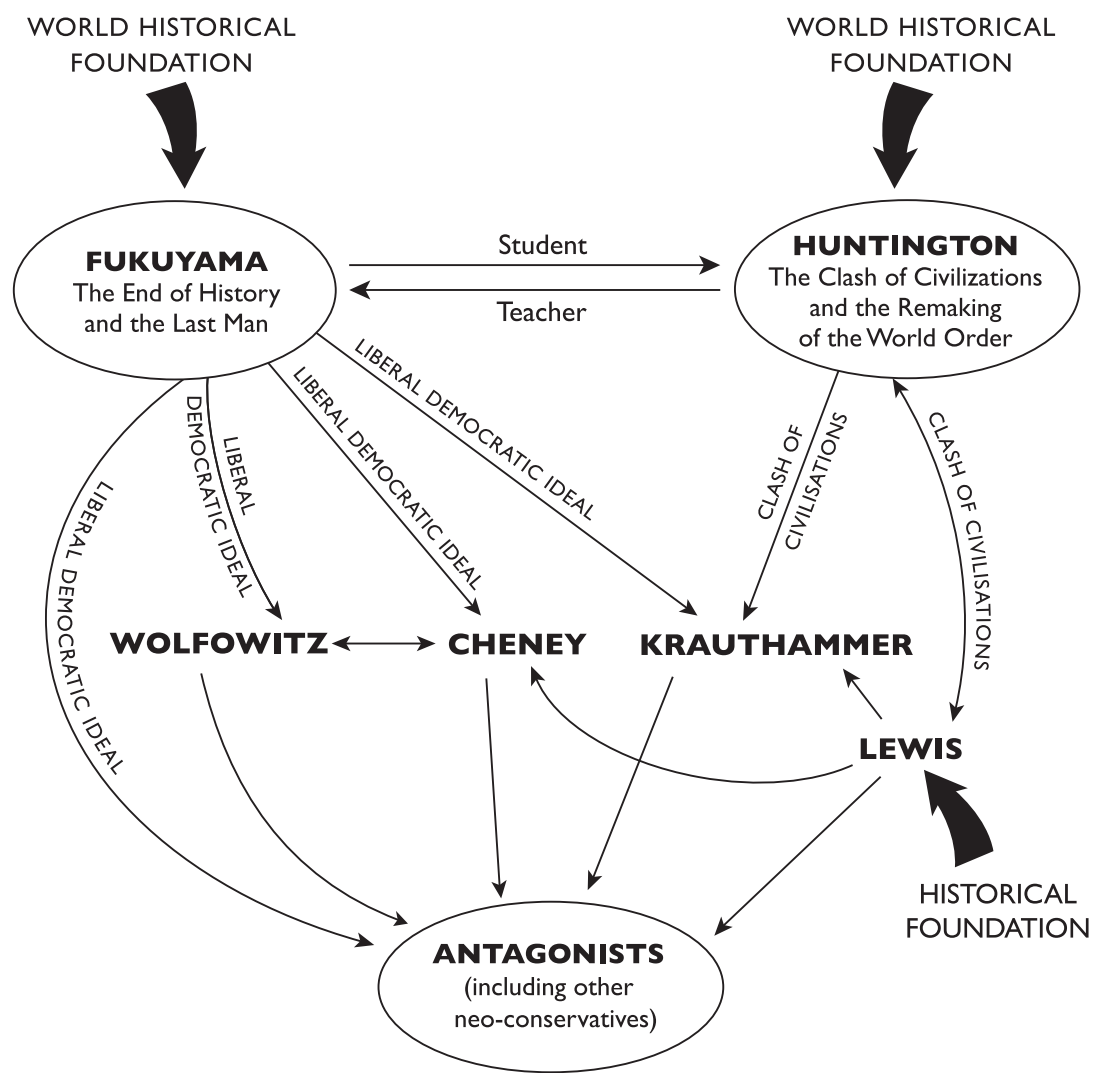 WORLD HISTORICAL
FOUNDATION
WORLD HISTORICAL
FOUNDATION
FUKUYAMA
The End of History
and the Last Man
Student
Teacher
HUNTINGTON
The Clash of Civilizations
and the Remaking
of the World Order
LIBERAL DEMOCRATIC IDEAL
LIBERAL
DEMOCRATIC IDEAL
LIBERAL DEMOCRATIC IDEAL
LIBERAL DEMOCRATIC IDEAL
CLASH OF
CIVILISATIONS
CLASH OF CIVILISATIONS
WOLFOWITZ
CHENEY
KRAUTHAMMER
LEWIS
HISTORICAL
FOUNDATION
ANTAGONISTS
(including other
neo-conservatives)